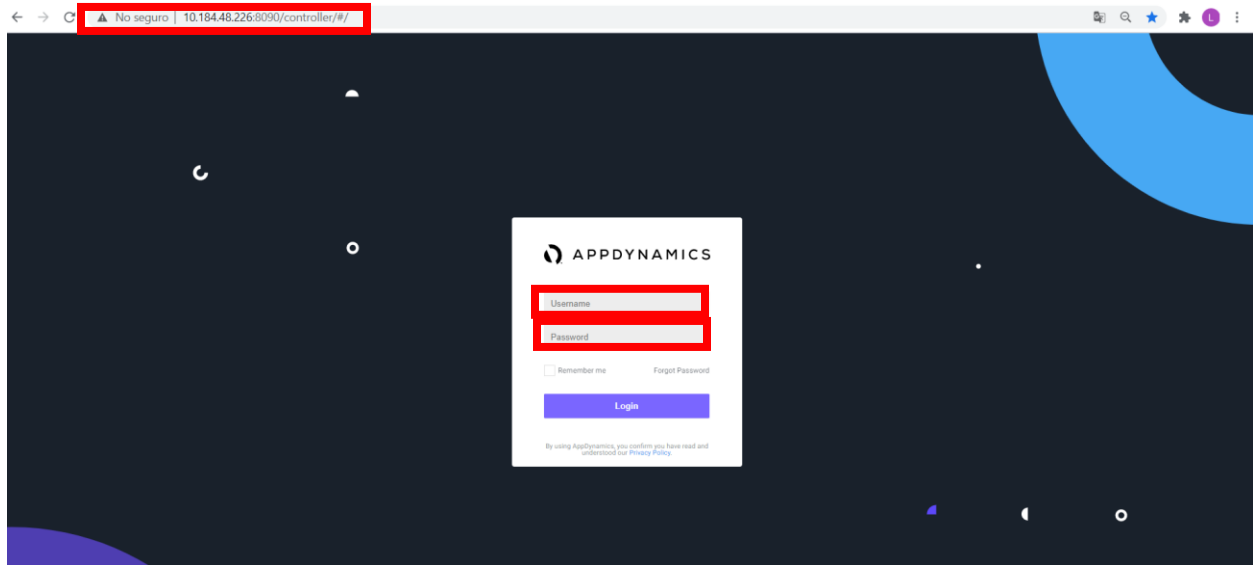 No seguro | 10.184.48.226:8090/controller/#/
L
APPDYNAMICS
Username
Password
Remember me Forgot Password
Login
By using AppDynamics, you confirm you have read and
understood our Privacy Policy.